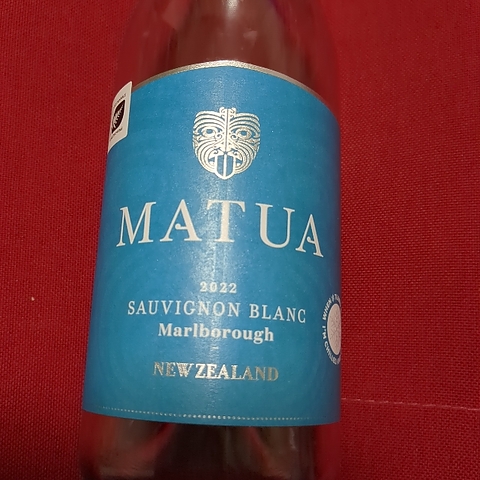 MATUA
2022
SAUVIGNON BLANC
Marlborough
NEW ZEALAND